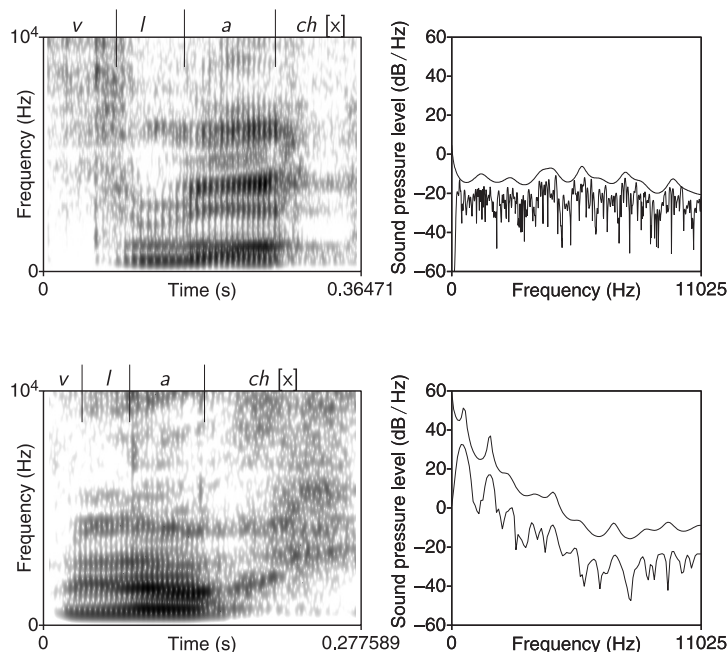 v l a ch [x]
10⁴
Frequency (Hz)
0
0 Time (s) 0.36471
60
40
20
0
−20
−40
−60
Sound pressure level (dB / Hz)
0 Frequency (Hz) 11025
v l a ch [x]
10⁴
Frequency (Hz)
0
0 Time (s) 0.277589
60
40
20
0
−20
−40
−60
Sound pressure level (dB / Hz)
0 Frequency (Hz) 11025